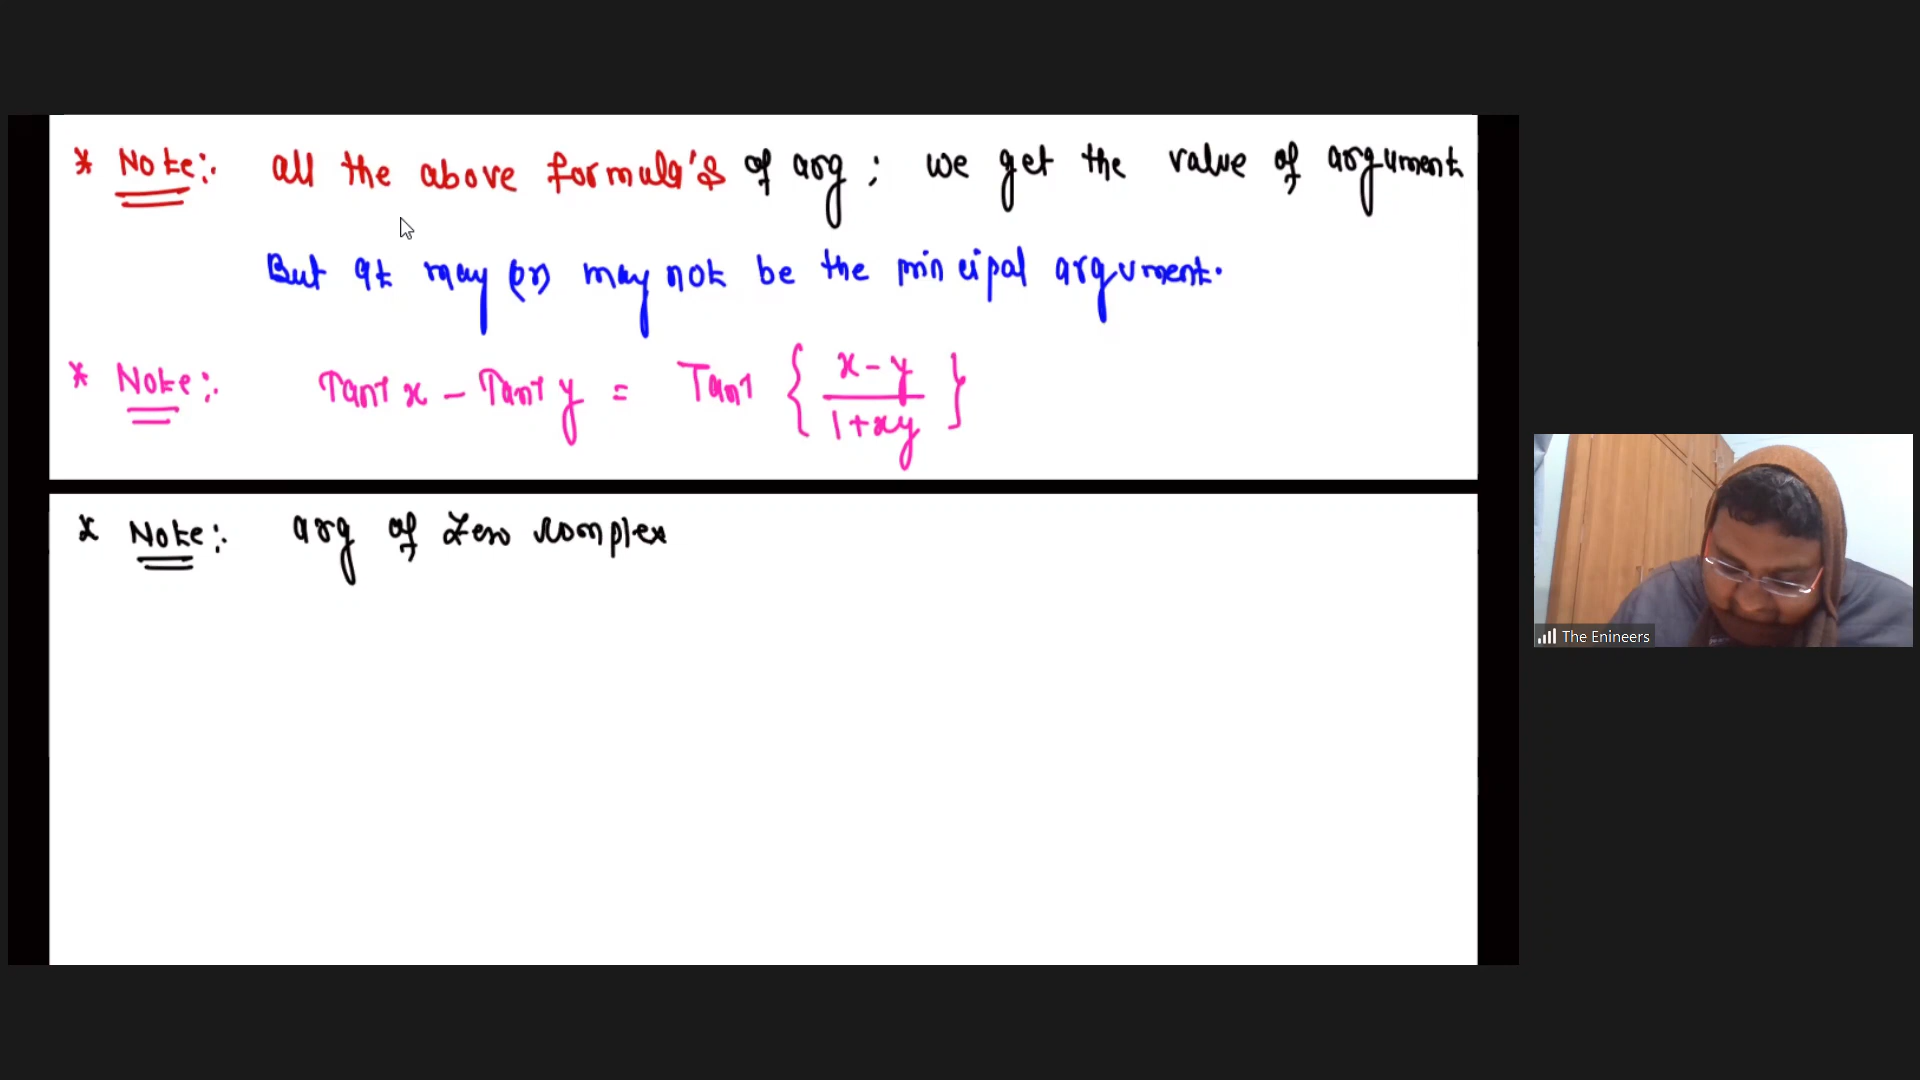 * Note:- all the above formula's of arg ; we get the value of argument
But it may (or) may not be the principal argument.
* Note:- Tan⁻¹ x - Tan⁻¹ y = Tan⁻¹ { x-y / 1+xy }
* Note:- arg of Zero complex
The Enineers